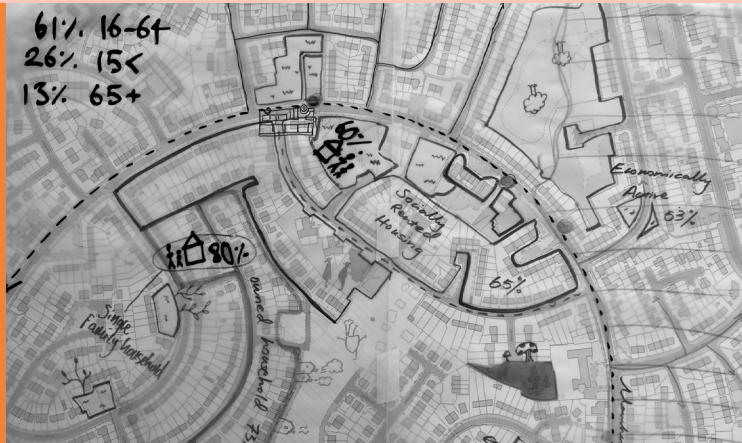 61% 16-64
26% 15<
13% 65+
60%
Economically
Active
63%
Socially
Rented
Housing
65%
80%
Single
Family household
owned household 73